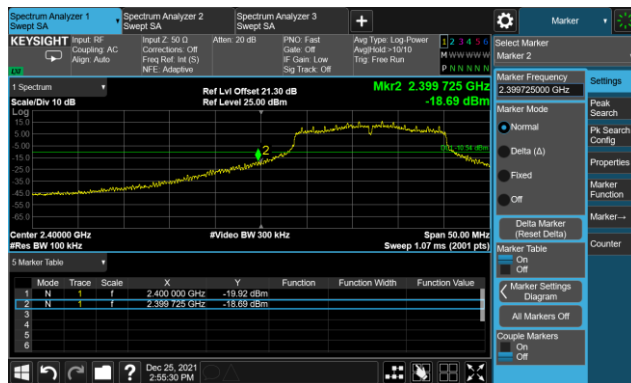 Spectrum Analyzer 1
Swept SA
Spectrum Analyzer 2
Swept SA
Spectrum Analyzer 3
Swept SA
Marker
KEYSIGHT
Input: RF
Coupling: AC
Align: Auto
Input Z: 50 Ω
Corrections: Off
Freq Ref: Int (S)
NFE: Adaptive
Atten: 20 dB
PNO: Fast
Gate: Off
IF Gain: Low
Sig Track: Off
Avg Type: Log-Power
Avg|Hold:>10/10
Trig: Free Run
1 2 3 4 5 6
M W W W W W
P N N N N N
Select Marker
Marker 2
1 Spectrum
Scale/Div 10 dB
Log
Ref Lvl Offset 21.30 dB
Ref Level 25.00 dBm
Mkr2 2.399 725 GHz
-18.69 dBm
15.0
5.00
-5.00
-15.0
-25.0
-35.0
-45.0
-55.0
-65.0
2
Center 2.40000 GHz
#Res BW 100 kHz
#Video BW 300 kHz
Span 50.00 MHz
Sweep 1.07 ms (2001 pts)
5 Marker Table
Mode Trace Scale X Y Function Function Width Function Value
1 N 1 f 2.400 000 GHz -19.92 dBm
2 N 1 f 2.399 725 GHz -18.69 dBm
3
4
5
6
Marker Frequency
2.399725000 GHz
Marker Mode
Normal
Delta (Δ)
Fixed
Off
Delta Marker
(Reset Delta)
Marker Table
On
Off
Marker Settings
Diagram
All Markers Off
Couple Markers
On
Off
Settings
Peak
Search
Pk Search
Config
Properties
Marker
Function
Marker→
Counter
Dec 25, 2021
2:55:30 PM